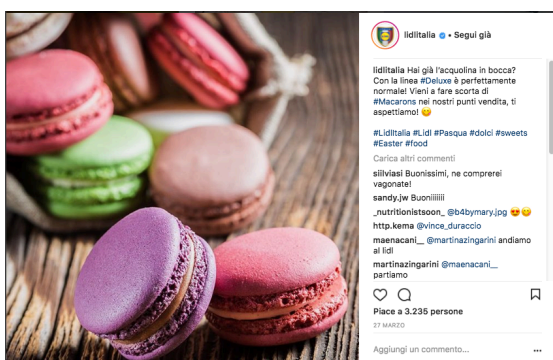 lidlitalia • Segui già
lidlitalia Hai già l'acquolina in bocca?
Con la linea #Deluxe è perfettamente
normale! Vieni a fare scorta di
#Macarons nei nostri punti vendita, ti
aspettiamo! 😋
#LidlItalia #Lidl #Pasqua #dolci #sweets
#Easter #food
Carica altri commenti
siilviasi Buonissimi, ne comprerei
vagonate!
sandy.jw Buoniiiiiii
_nutritionistsoon_ @b4bymary.jpg 😍😋
http.kema @vince_duraccio
maenacani__ @martinazingarini andiamo
al lidl
martinazingarini @maenacani__
partiamo
Piace a 3.235 persone
27 MARZO
Aggiungi un commento...